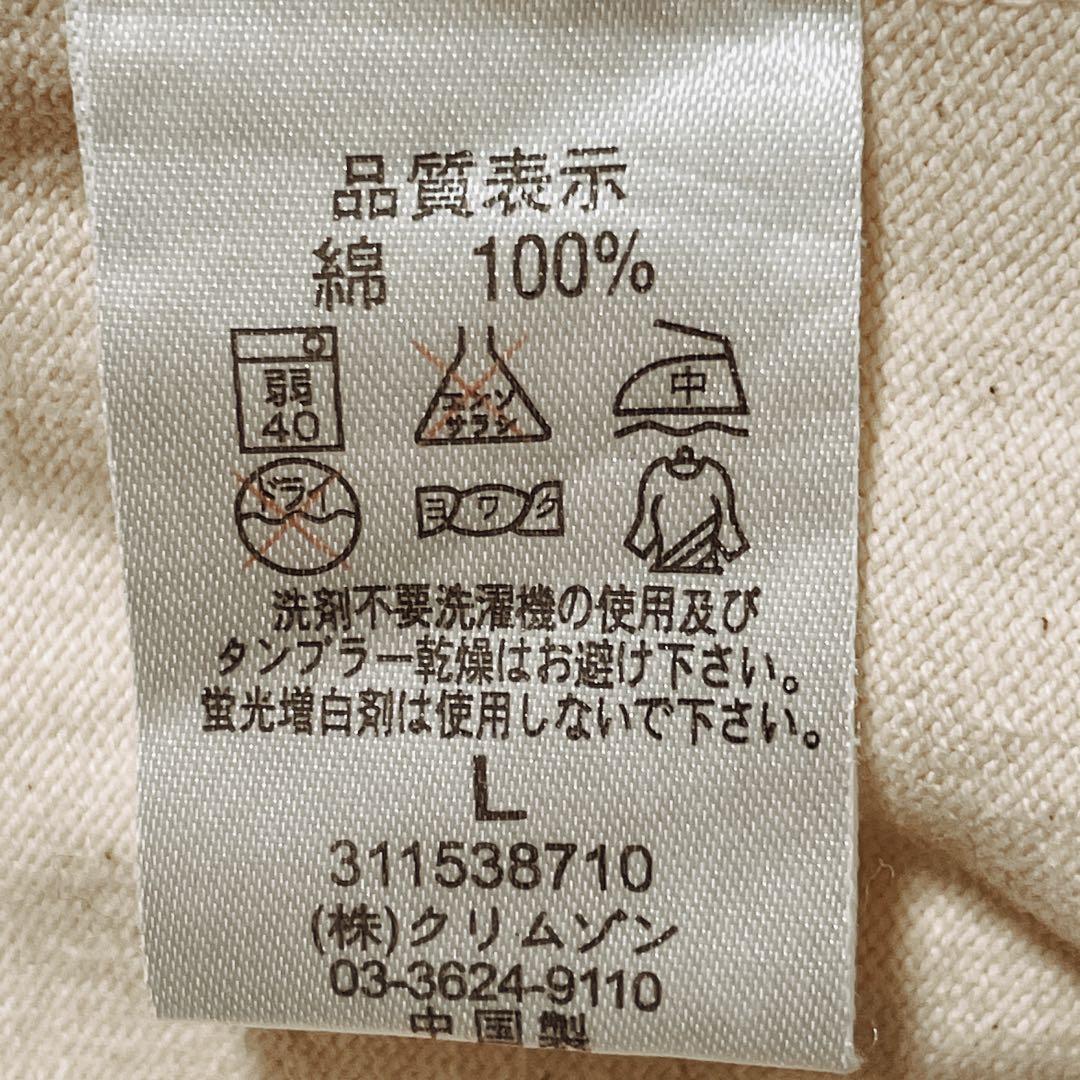 品質表示
綿 100%
弱
40
エンソ
サラシ
中
ドライ
ヨワク
洗剤不要洗濯機の使用及び
タンブラー乾燥はお避け下さい。
蛍光増白剤は使用しないで下さい。
L
311538710
(株)クリムゾン
03-3624-9110
中国製